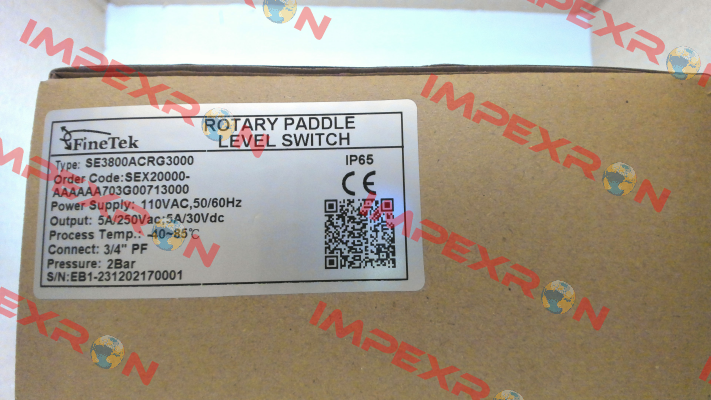 IMPEXRON
IMPEXRON
IMPEXRON
IMPEXRON
IMPEXRON
FineTek
ROTARY PADDLE
LEVEL SWITCH
Type: SE3800ACRG3000
IP65
Order Code:SEX20000-
AAAAAA703G00713000
CE
Power Supply: 110VAC,50/60Hz
Output: 5A/250Vac;5A/30Vdc
Process Temp.: -40~85℃
Connect: 3/4" PF
Pressure: 2Bar
S/N:EB1-231202170001
IMPEXRON
IMPEXRON